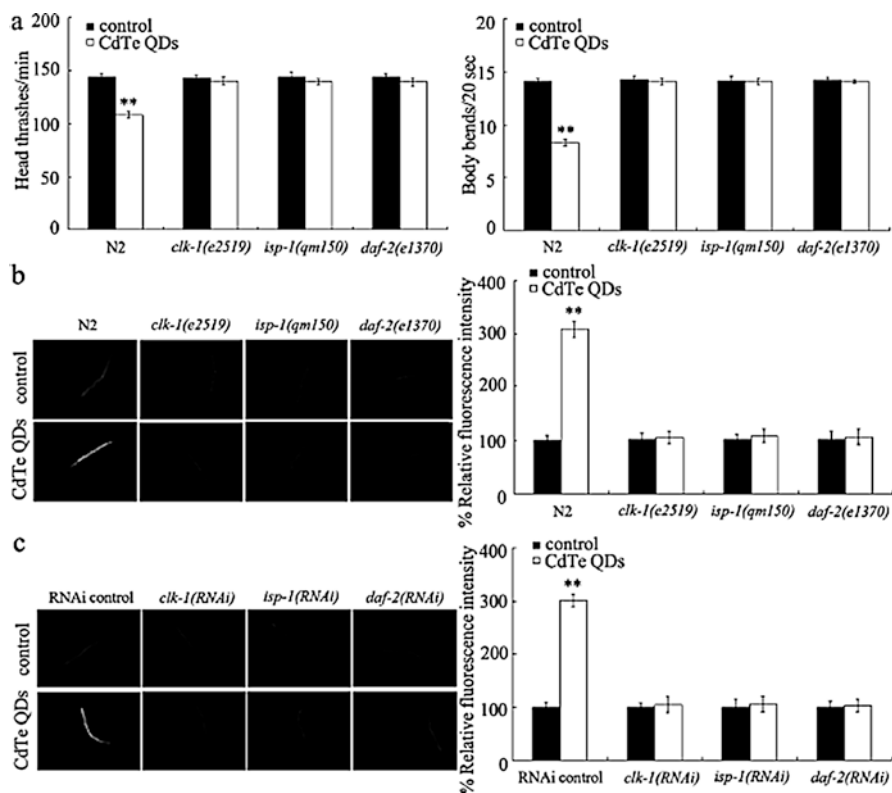 a
control
CdTe QDs
Head thrashes/min
200
150
100
50
0
N2 clk-1(e2519) isp-1(qm150) daf-2(e1370)
**
control
CdTe QDs
Body bends/20 sec
20
15
10
5
0
N2 clk-1(e2519) isp-1(qm150) daf-2(e1370)
**
b
N2 clk-1(e2519) isp-1(qm150) daf-2(e1370)
control
CdTe QDs
control
CdTe QDs
% Relative fluorescence intensity
400
300
200
100
0
N2 clk-1(e2519) isp-1(qm150) daf-2(e1370)
**
c
RNAi control clk-1(RNAi) isp-1(RNAi) daf-2(RNAi)
control
CdTe QDs
control
CdTe QDs
% Relative fluorescence intensity
400
300
200
100
0
RNAi control clk-1(RNAi) isp-1(RNAi) daf-2(RNAi)
**